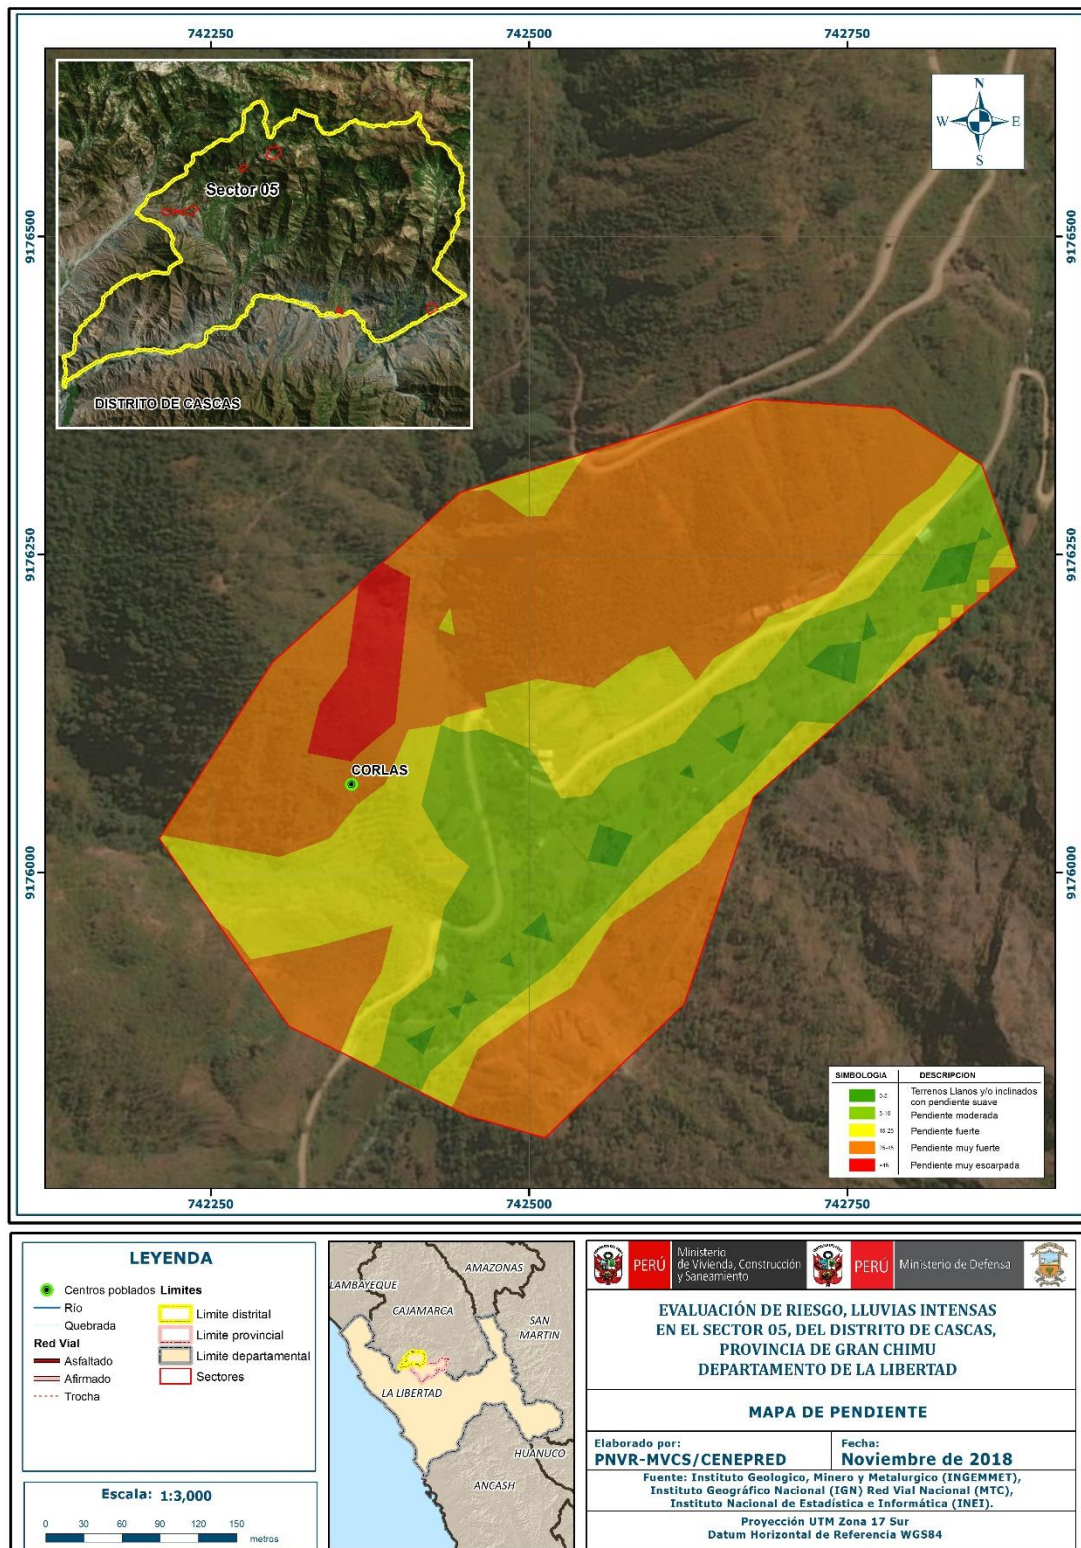 742250
742500
742750
N
W
E
S
Sector 05
DISTRITO DE CASCAS
9176500
9176500
9176250
9176250
CORLAS
9176000
9176000
SIMBOLOGIA
DESCRIPCION
Terrenos Llanos y/o inclinados
con pendiente suave
Pendiente moderada
Pendiente fuerte
Pendiente muy fuerte
Pendiente muy escarpada
742250
742500
742750
LEYENDA
Centros poblados
Río
Quebrada
Red Vial
Asfaltado
Afirmado
Trocha
Limites
Limite distrital
Limite provincial
Limite departamental
Sectores
Escala: 1:3,000
0 30 60 90 120 150
metros
LAMBAYEQUE
AMAZONAS
CAJAMARCA
SAN
MARTIN
LA LIBERTAD
HUANUCO
ANCASH
PERÚ
Ministerio
de Vivienda, Construcción
y Saneamiento
PERÚ
Ministerio de Defensa
EVALUACIÓN DE RIESGO, LLUVIAS INTENSAS
EN EL SECTOR 05, DEL DISTRITO DE CASCAS,
PROVINCIA DE GRAN CHIMU
DEPARTAMENTO DE LA LIBERTAD
MAPA DE PENDIENTE
Elaborado por:
PNVR-MVCS/CENEPRED
Fecha:
Noviembre de 2018
Fuente: Instituto Geologico, Minero y Metalurgico (INGEMMET),
Instituto Geográfico Nacional (IGN) Red Vial Nacional (MTC),
Instituto Nacional de Estadística e Informática (INEI).
Proyección UTM Zona 17 Sur
Datum Horizontal de Referencia WGS84